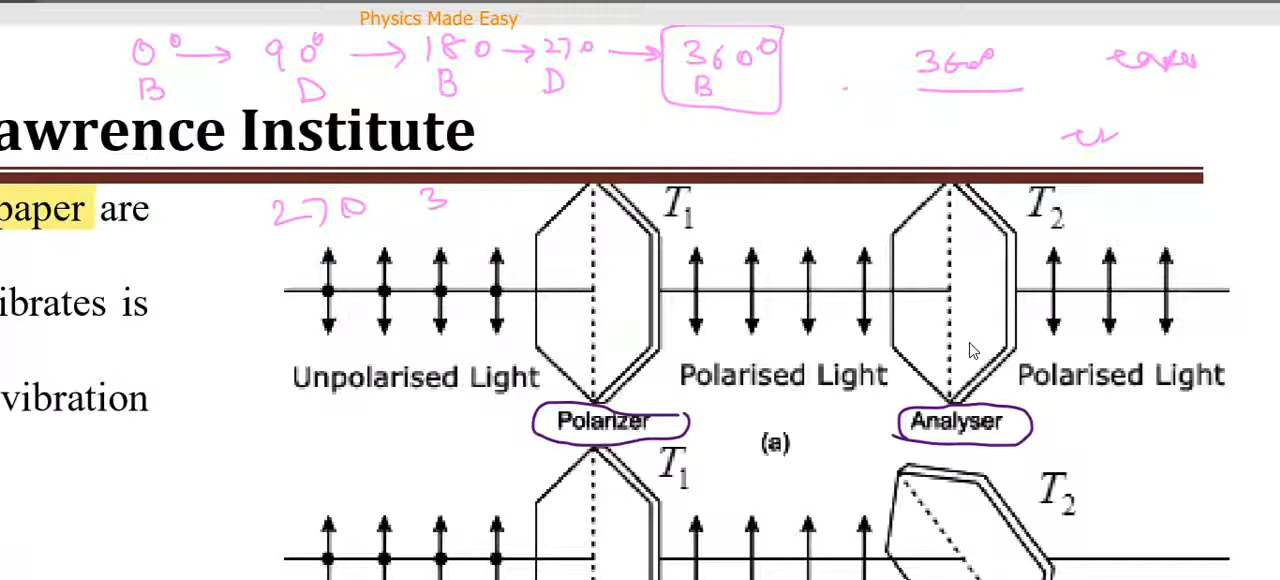 Physics Made Easy
0° → 90° → 180 → 270 → 360° 360°
B D B D B
awrence Institute
paper are
270 3
T1 T2
ibrates is
Unpolarised Light Polarised Light Polarised Light
vibration
Polarizer Analyser
(a)
T1 T2